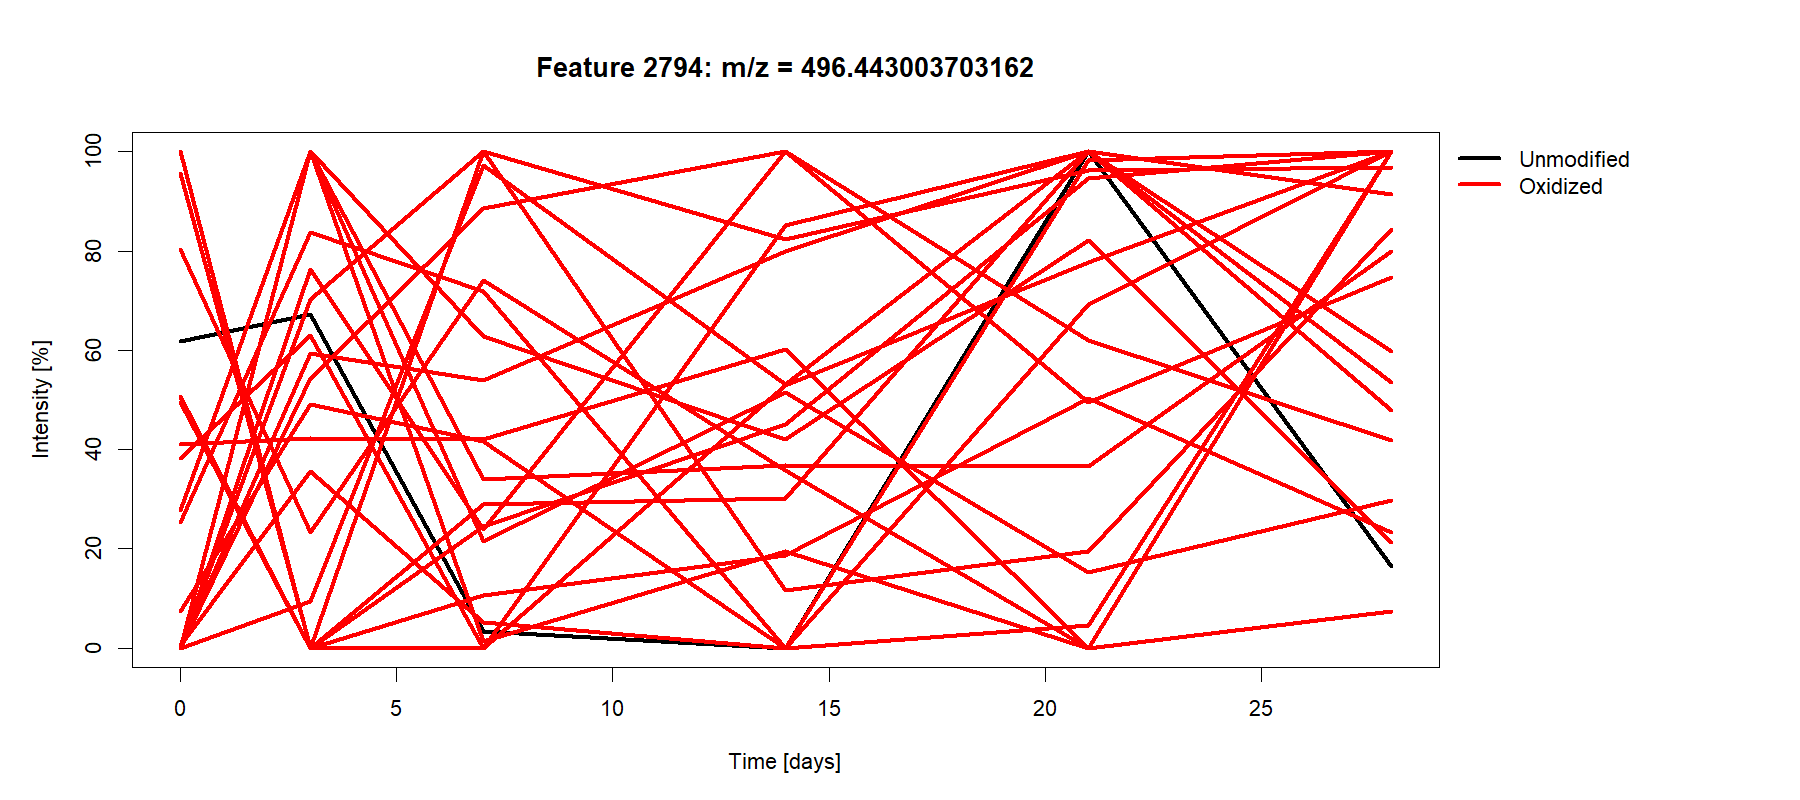 Feature 2794: m/z = 496.443003703162
Unmodified
Oxidized
Intensity [%]
100
80
60
40
20
0
0 5 10 15 20 25
Time [days]